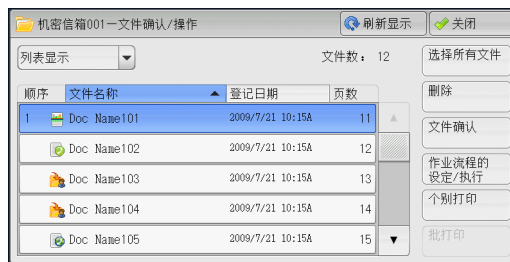 机密信箱001－文件确认/操作
刷新显示
关闭
列表显示
文件数： 12
选择所有文件
顺序 文件名称 登记日期 页数
删除
1 Doc Name101 2009/7/21 10:15A 11
文件确认
Doc Name102 2009/7/21 10:15A 12
作业流程的
设定/执行
Doc Name103 2009/7/21 10:15A 13
个别打印
Doc Name104 2009/7/21 10:15A 14
批打印
Doc Name105 2009/7/21 10:15A 15